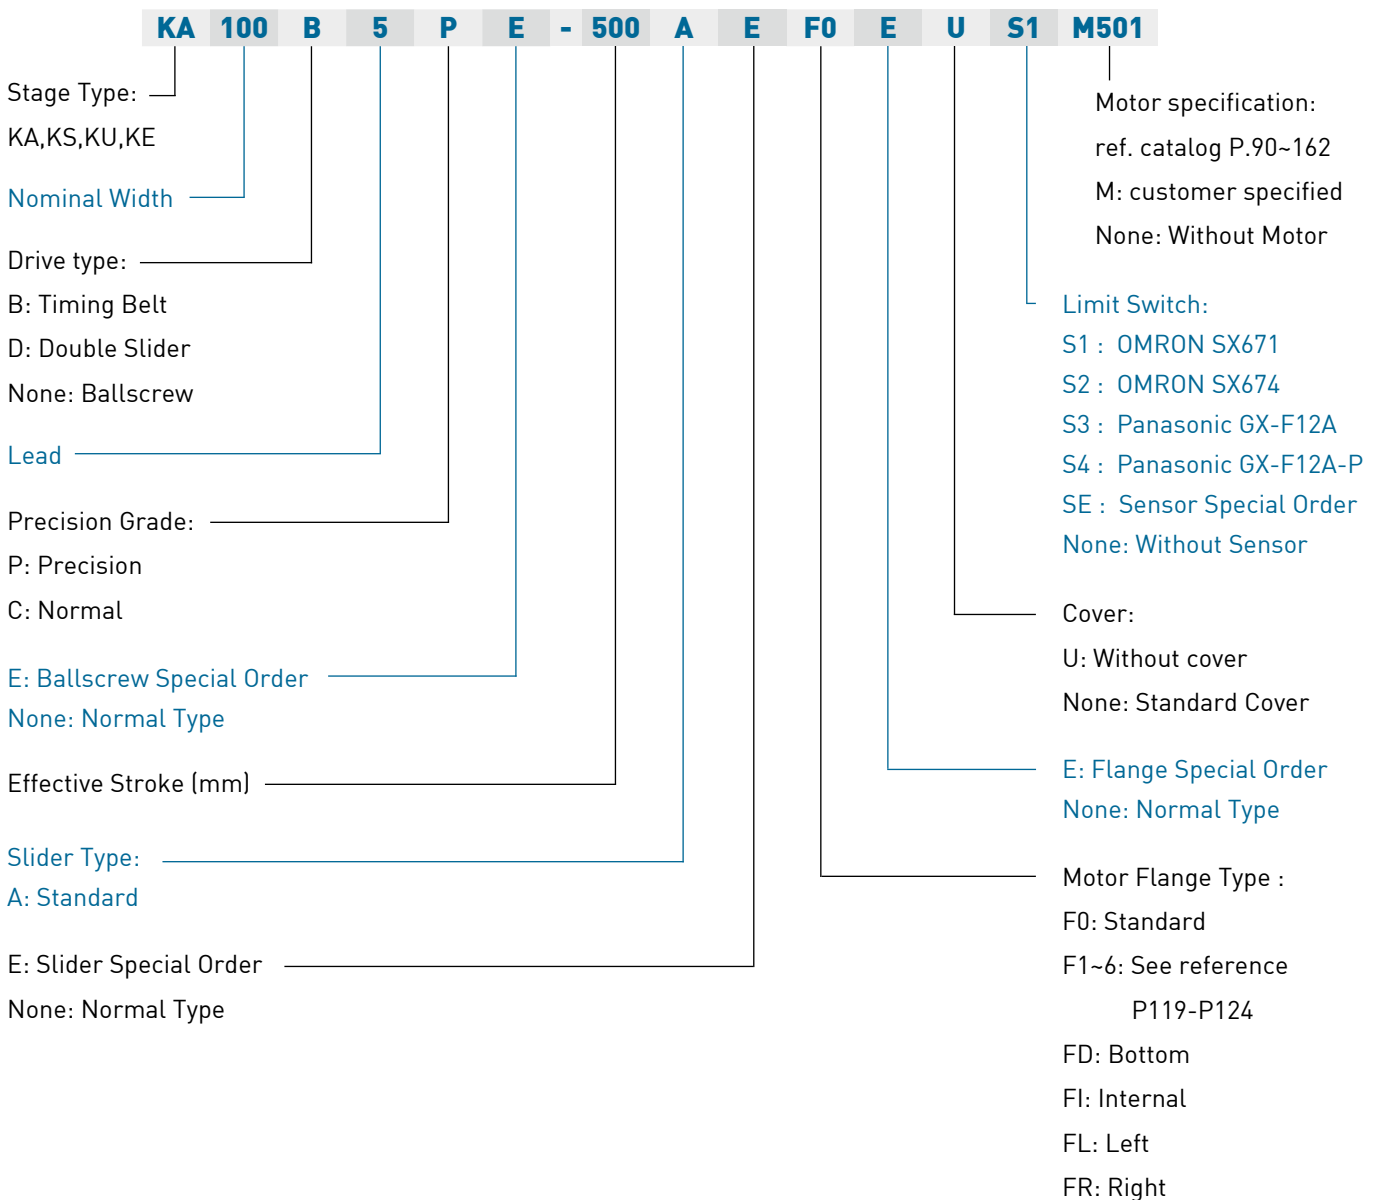 KA 100 B 5 P E - 500 A E F0 E U S1 M501
Stage Type:
KA,KS,KU,KE
Nominal Width
Drive type:
B: Timing Belt
D: Double Slider
None: Ballscrew
Lead
Precision Grade:
P: Precision
C: Normal
E: Ballscrew Special Order
None: Normal Type
Effective Stroke (mm)
Slider Type:
A: Standard
E: Slider Special Order
None: Normal Type
Motor specification:
ref. catalog P.90~162
M: customer specified
None: Without Motor
Limit Switch:
S1 : OMRON SX671
S2 : OMRON SX674
S3 : Panasonic GX-F12A
S4 : Panasonic GX-F12A-P
SE : Sensor Special Order
None: Without Sensor
Cover:
U: Without cover
None: Standard Cover
E: Flange Special Order
None: Normal Type
Motor Flange Type :
F0: Standard
F1~6: See reference
P119-P124
FD: Bottom
FI: Internal
FL: Left
FR: Right